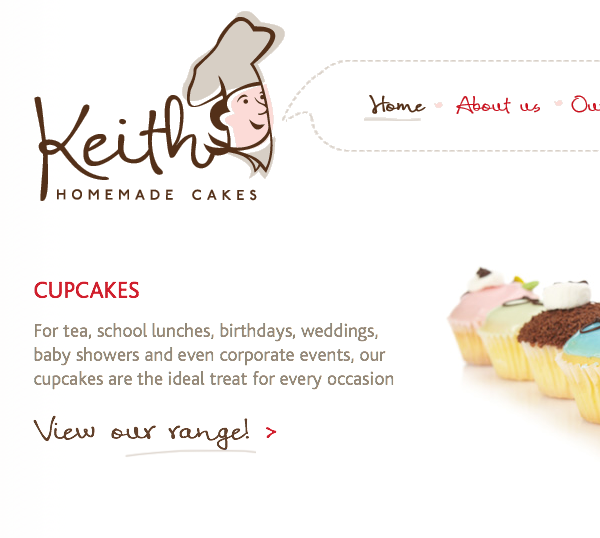 Keith
HOMEMADE CAKES
Home About us Ou
CUPCAKES
For tea, school lunches, birthdays, weddings,
baby showers and even corporate events, our
cupcakes are the ideal treat for every occasion
View our range! >